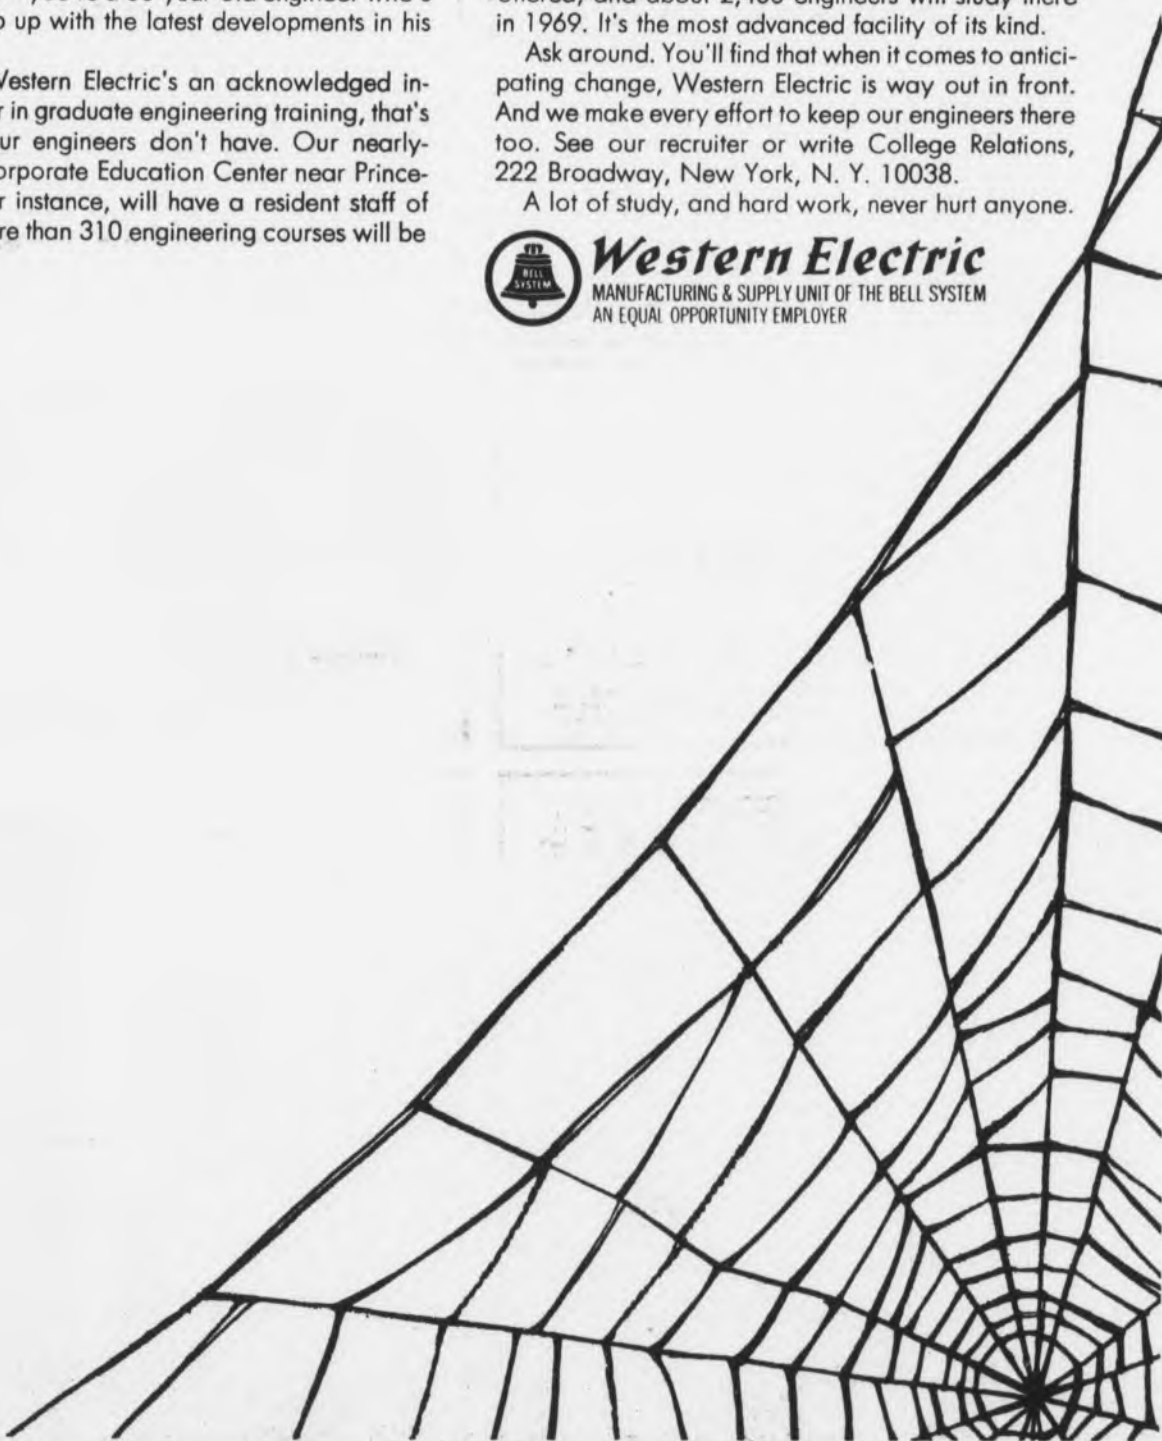 up with the latest developments in his
Western Electric's an acknowledged in-
in graduate engineering training, that's
our engineers don't have. Our nearly-
Corporate Education Center near Prince-
instance, will have a resident staff of
than 310 engineering courses will be
in 1969. It's the most advanced facility of its kind.
Ask around. You'll find that when it comes to antici-
pating change, Western Electric is way out in front.
And we make every effort to keep our engineers there
too. See our recruiter or write College Relations,
222 Broadway, New York, N. Y. 10038.
A lot of study, and hard work, never hurt anyone.
BELL
SYSTEM
Western Electric
MANUFACTURING & SUPPLY UNIT OF THE BELL SYSTEM
AN EQUAL OPPORTUNITY EMPLOYER